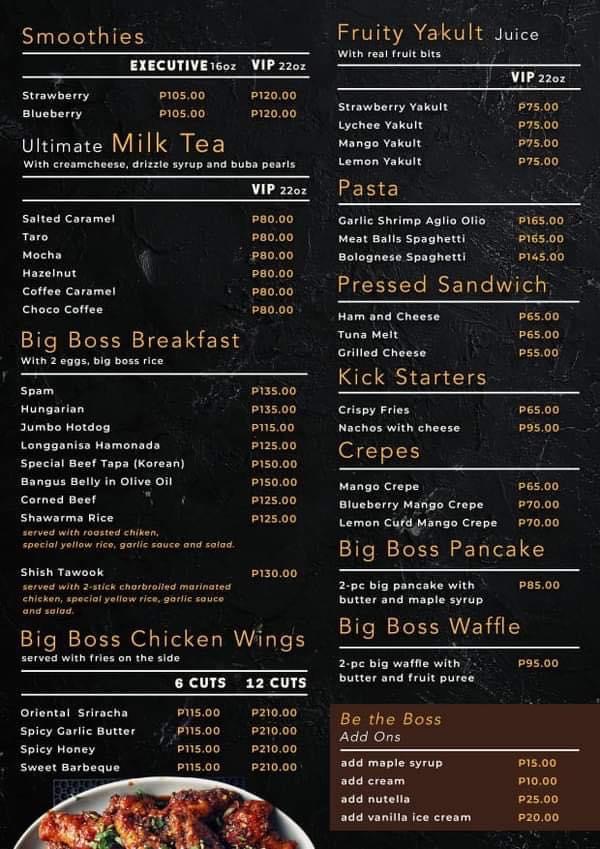 Smoothies
EXECUTIVE 16oz VIP 22oz
Strawberry P105.00 P120.00
Blueberry P105.00 P120.00
Ultimate Milk Tea
With creamcheese, drizzle syrup and buba pearls
VIP 22oz
Salted Caramel P80.00
Taro P80.00
Mocha P80.00
Hazelnut P80.00
Coffee Caramel P80.00
Choco Coffee P80.00
Big Boss Breakfast
With 2 eggs, big boss rice
Spam P135.00
Hungarian P135.00
Jumbo Hotdog P115.00
Longganisa Hamonada P125.00
Special Beef Tapa (Korean) P150.00
Bangus Belly in Olive Oil P150.00
Corned Beef P125.00
Shawarma Rice P125.00
served with roasted chiken,
special yellow rice, garlic sauce and salad.
Shish Tawook P130.00
served with 2-stick charbroiled marinated
chicken, special yellow rice, garlic sauce
and salad.
Big Boss Chicken Wings
served with fries on the side
6 CUTS 12 CUTS
Oriental Sriracha P115.00 P210.00
Spicy Garlic Butter P115.00 P210.00
Spicy Honey P115.00 P210.00
Sweet Barbeque P115.00 P210.00
Fruity Yakult Juice
With real fruit bits
VIP 22oz
Strawberry Yakult P75.00
Lychee Yakult P75.00
Mango Yakult P75.00
Lemon Yakult P75.00
Pasta
Garlic Shrimp Aglio Olio P165.00
Meat Balls Spaghetti P165.00
Bolognese Spaghetti P145.00
Pressed Sandwich
Ham and Cheese P65.00
Tuna Melt P65.00
Grilled Cheese P55.00
Kick Starters
Crispy Fries P65.00
Nachos with cheese P95.00
Crepes
Mango Crepe P65.00
Blueberry Mango Crepe P70.00
Lemon Curd Mango Crepe P70.00
Big Boss Pancake
2-pc big pancake with P85.00
butter and maple syrup
Big Boss Waffle
2-pc big waffle with P95.00
butter and fruit puree
Be the Boss
Add Ons
add maple syrup P15.00
add cream P10.00
add nutella P25.00
add vanilla ice cream P20.00